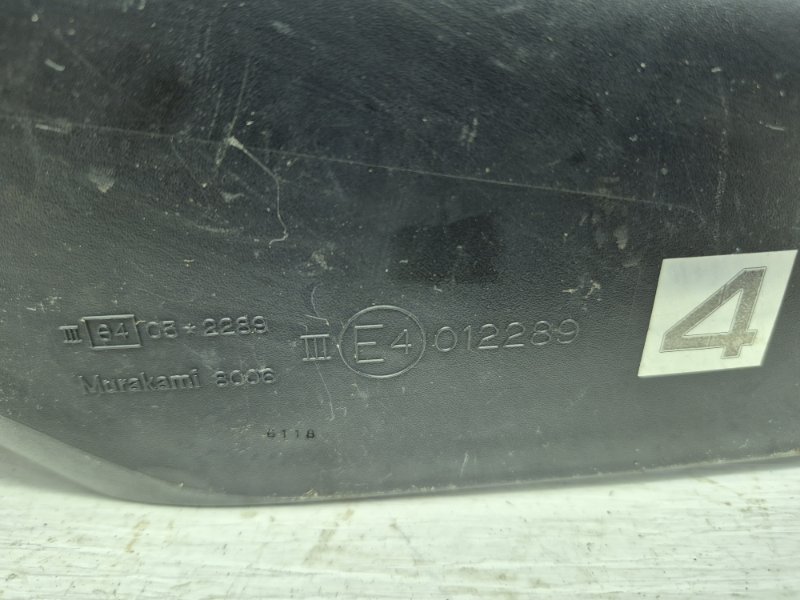 III e4 03*2289
III E4 012289
Murakami 8006
6118
4